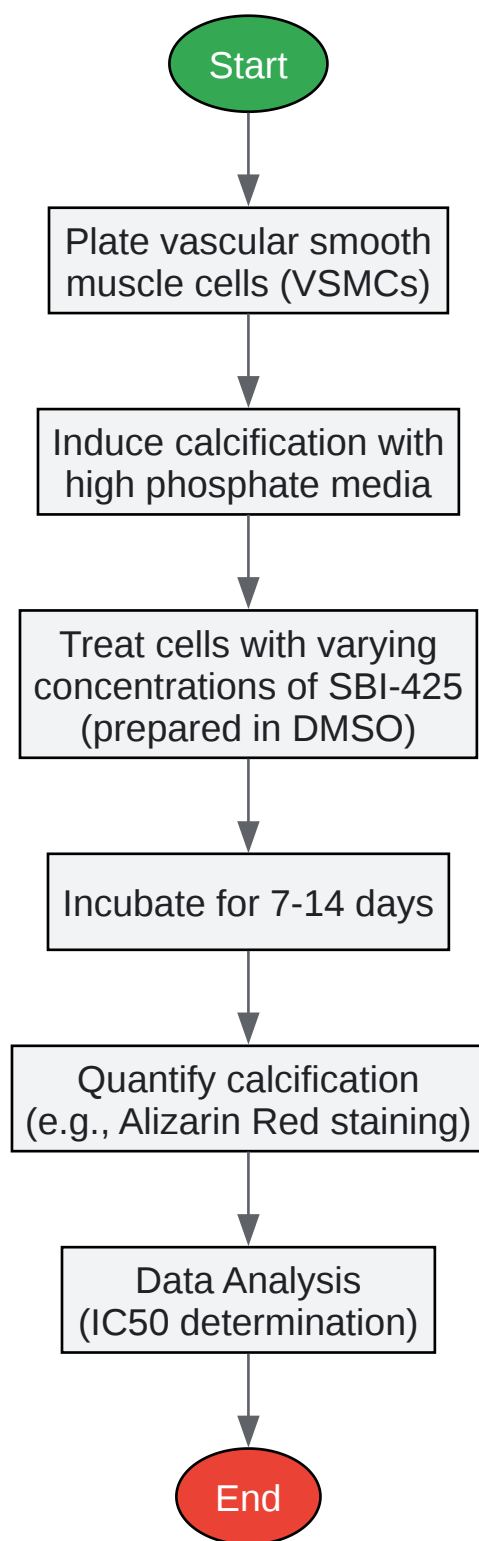 Start
Plate vascular smooth
muscle cells (VSMCs)
Induce calcification with
high phosphate media
Treat cells with varying
concentrations of SBI-425
(prepared in DMSO)
Incubate for 7-14 days
Quantify calcification
(e.g., Alizarin Red staining)
Data Analysis
(IC50 determination)
End